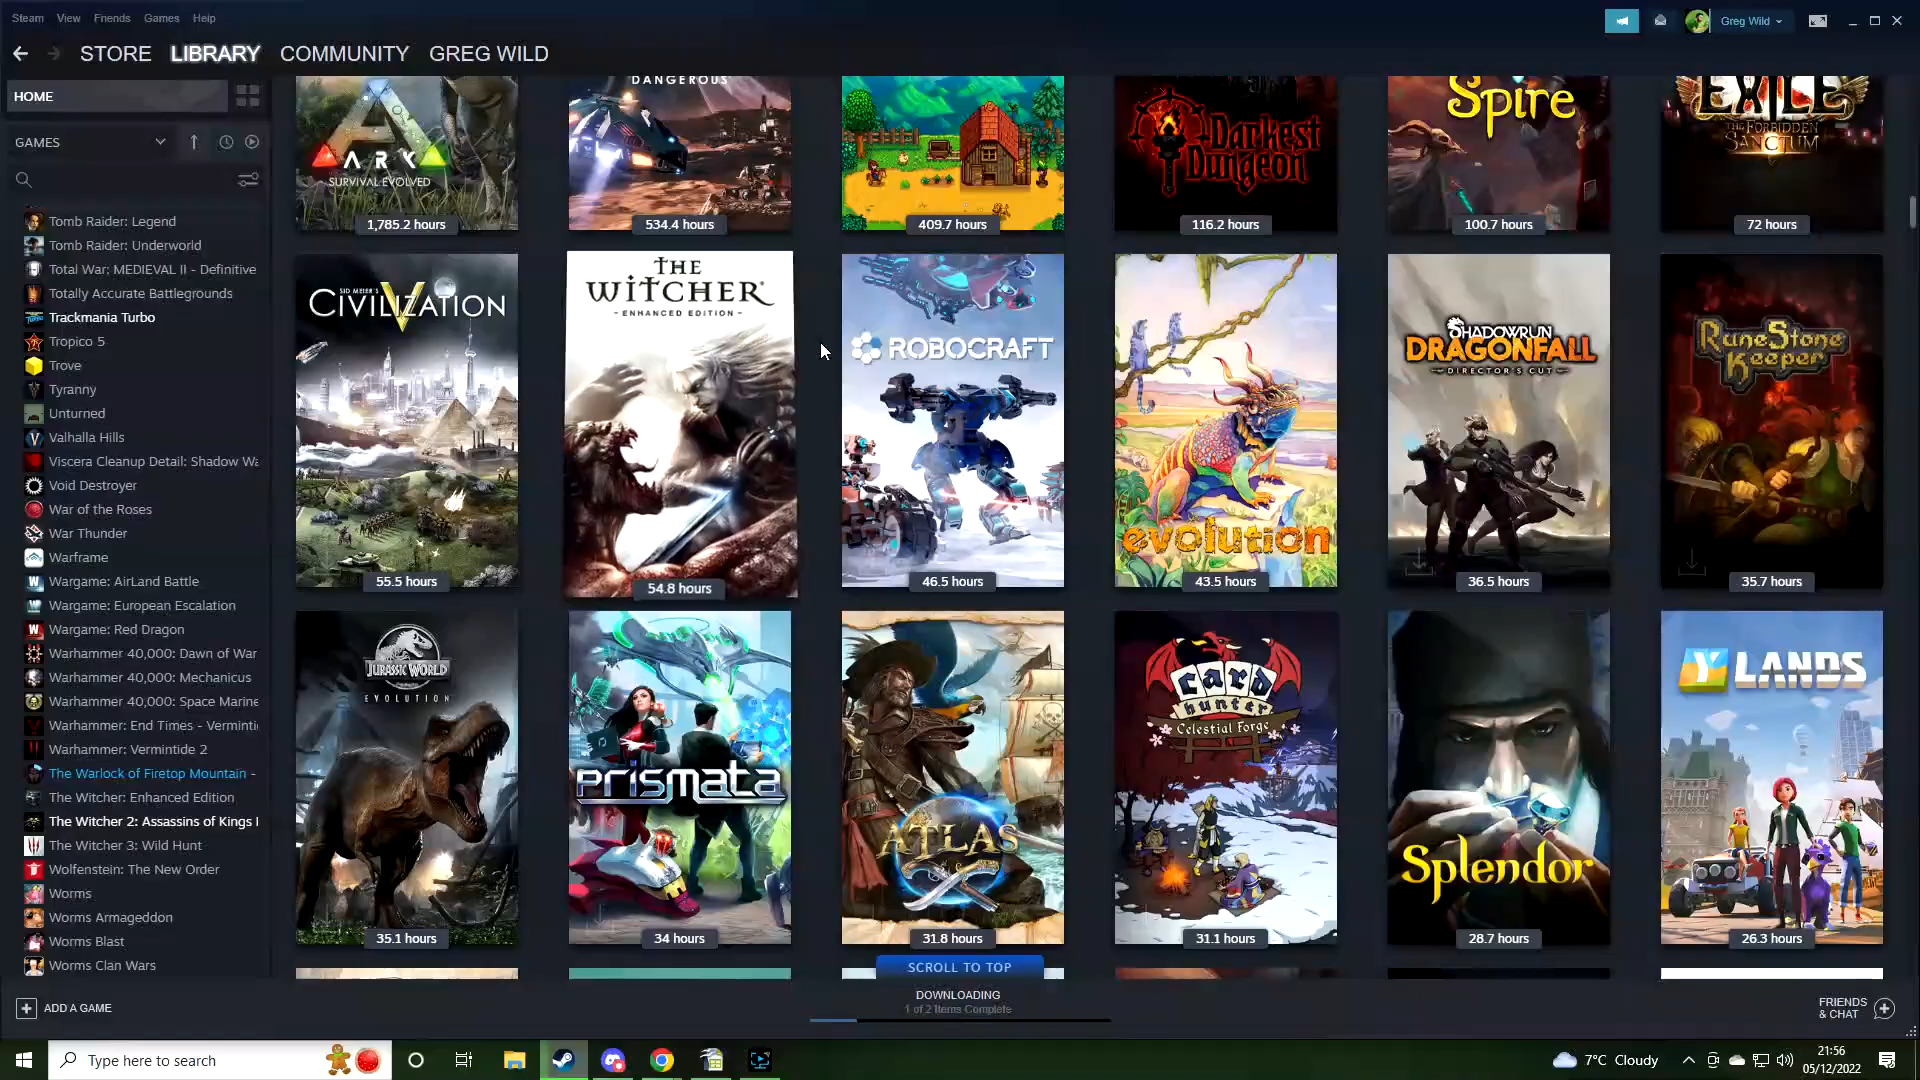 Steam View Friends Games Help
Greg Wild
STORE LIBRARY COMMUNITY GREG WILD
HOME
GAMES
Tomb Raider: Legend
Tomb Raider: Underworld
Total War: MEDIEVAL II - Definitive
Totally Accurate Battlegrounds
Trackmania Turbo
Tropico 5
Trove
Tyranny
Unturned
Valhalla Hills
Viscera Cleanup Detail: Shadow Wa
Void Destroyer
War of the Roses
War Thunder
Warframe
Wargame: AirLand Battle
Wargame: European Escalation
Wargame: Red Dragon
Warhammer 40,000: Dawn of War
Warhammer 40,000: Mechanicus
Warhammer 40,000: Space Marine
Warhammer: End Times - Verminti
Warhammer: Vermintide 2
The Warlock of Firetop Mountain -
The Witcher: Enhanced Edition
The Witcher 2: Assassins of Kings
The Witcher 3: Wild Hunt
Wolfenstein: The New Order
Worms
Worms Armageddon
Worms Blast
Worms Clan Wars
ARK
SURVIVAL EVOLVED
1,785.2 hours
DANGEROUS
534.4 hours
409.7 hours
Darkest
Dungeon
116.2 hours
Spire
100.7 hours
EXILE
THE FORBIDDEN
SANCTUM
72 hours
SID MEIER'S
CIVILIZATION
V
55.5 hours
THE
WITCHER
- ENHANCED EDITION -
54.8 hours
ROBOCRAFT
46.5 hours
evolution
43.5 hours
SHADOWRUN
DRAGONFALL
- DIRECTOR'S CUT -
36.5 hours
RuneStone
Keeper
35.7 hours
JURASSIC WORLD
EVOLUTION
35.1 hours
prismata
34 hours
ATLAS
31.8 hours
card
hunter
Celestial Forge
31.1 hours
Splendor
28.7 hours
YLANDS
26.3 hours
SCROLL TO TOP
ADD A GAME
DOWNLOADING
1 of 2 Items Complete
FRIENDS
& CHAT
Type here to search
7°C Cloudy
21:56
05/12/2022